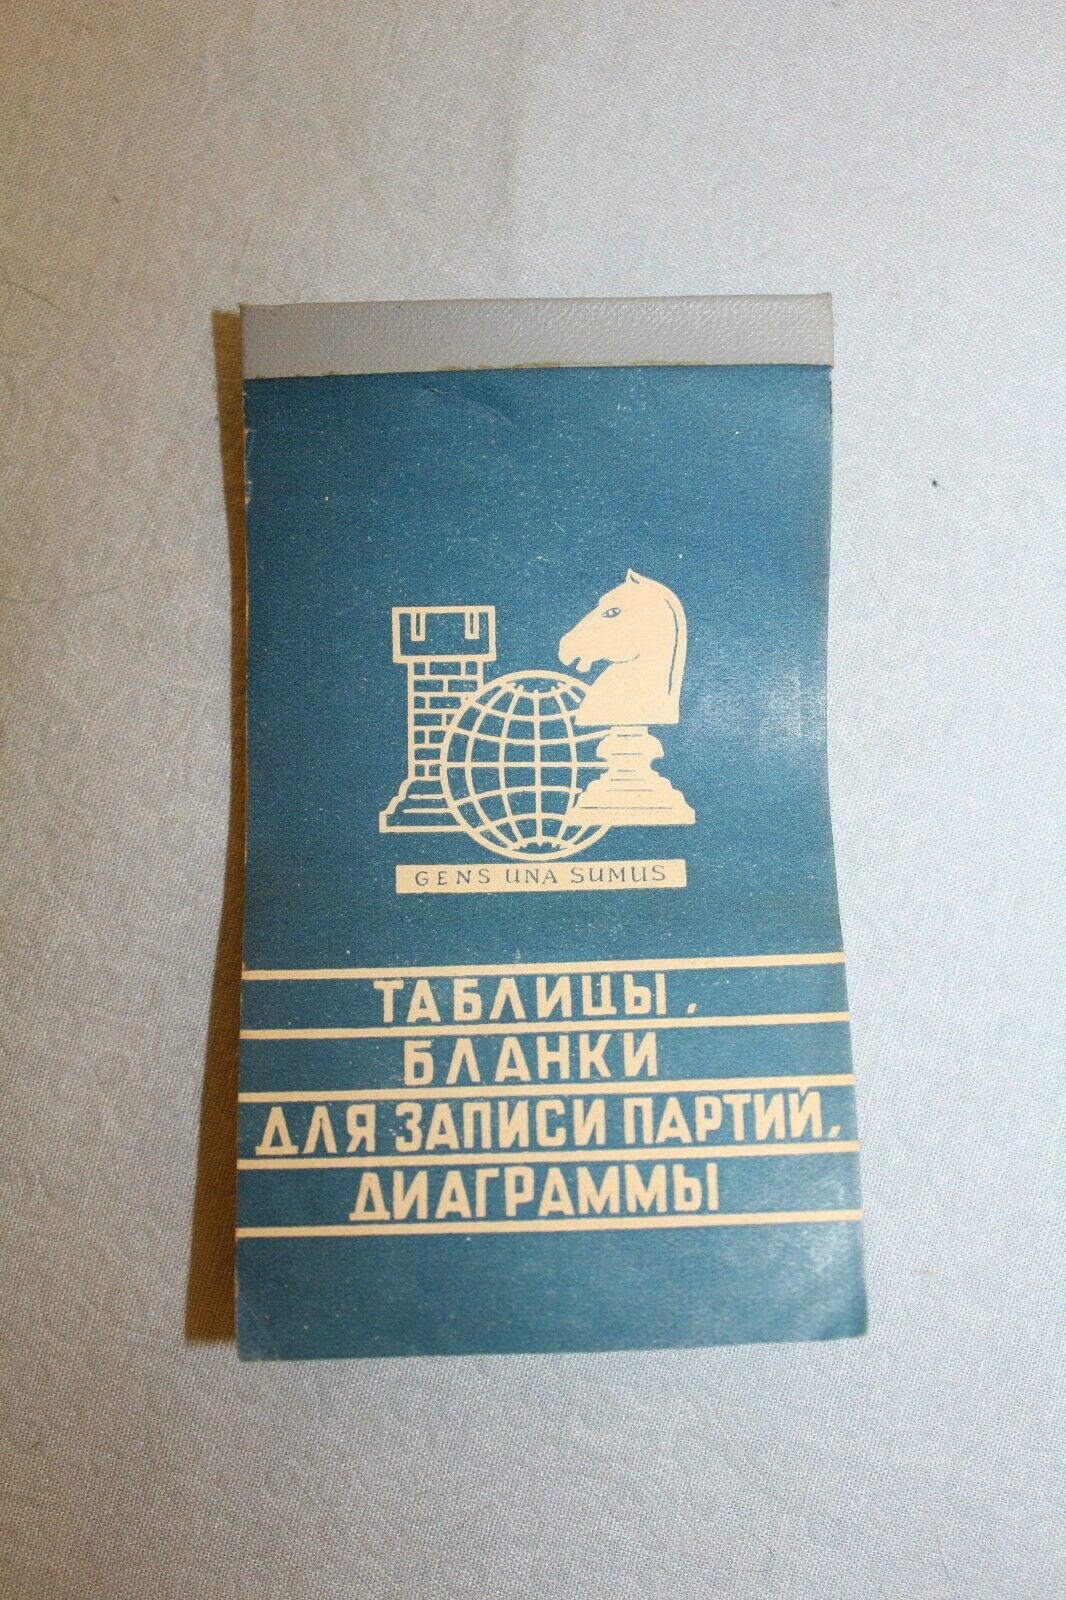 GENS UNA SUMUS
ТАБЛИЦЫ,
БЛАНКИ
ДЛЯ ЗАПИСИ ПАРТИЙ,
ДИАГРАММЫ